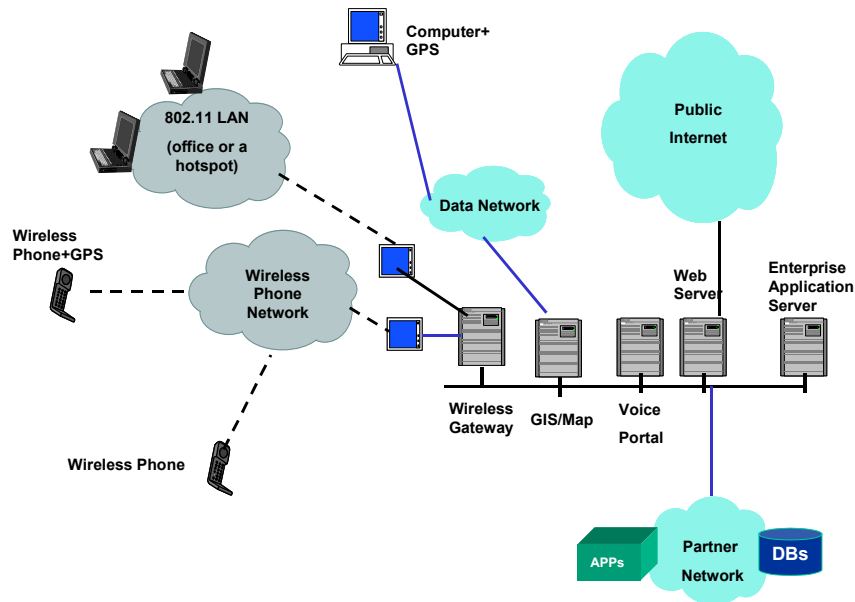 Computer+
GPS
802.11 LAN
(office or a
hotspot)
Public
Internet
Data Network
Wireless
Phone+GPS
Wireless
Phone
Network
Web
Server
Enterprise
Application
Server
Wireless
Gateway
GIS/Map
Voice
Portal
Wireless Phone
APPs
Partner
Network
DBs